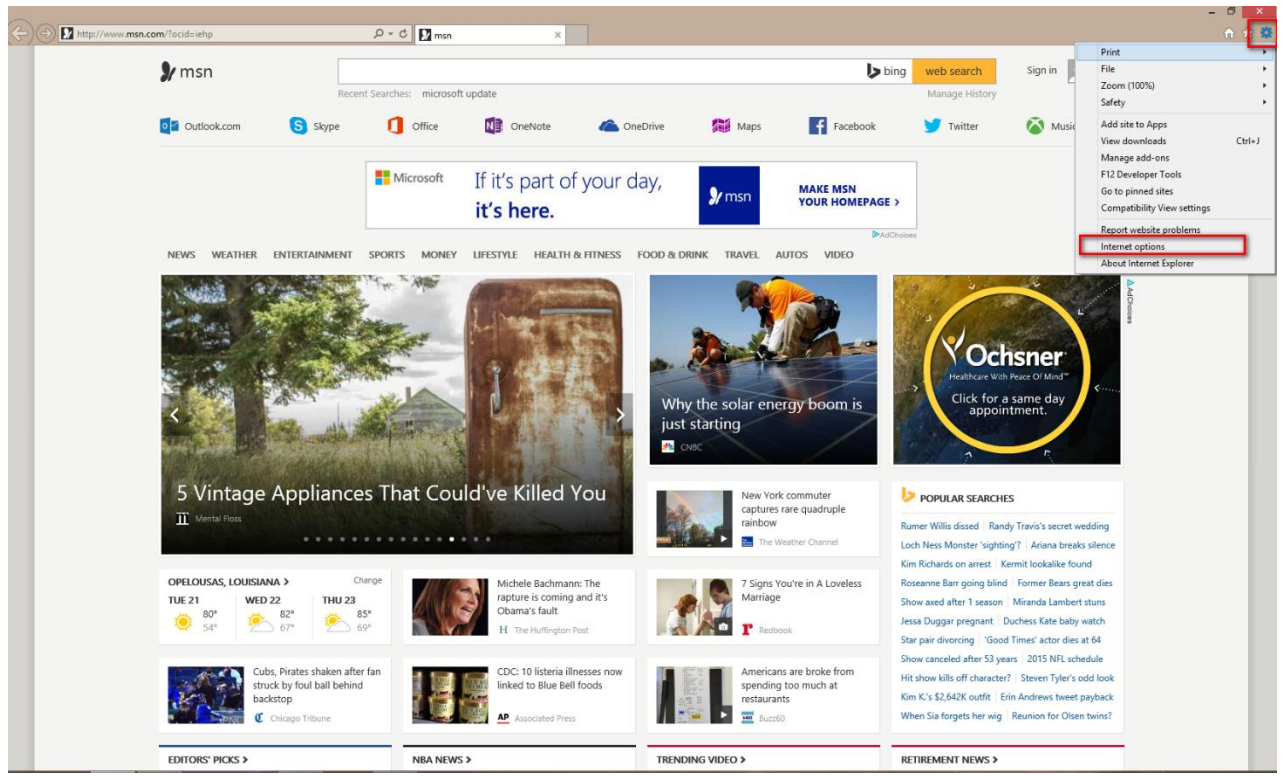 http://www.msn.com/?ocid=iehp
msn
msn
bing
web search
Sign in
Recent Searches: microsoft update
Manage History
Outlook.com
Skype
Office
OneNote
OneDrive
Maps
Facebook
Twitter
Music
Print
File
Zoom (100%)
Safety
Add site to Apps
View downloads Ctrl+J
Manage add-ons
F12 Developer Tools
Go to pinned sites
Compatibility View settings
Report website problems
Internet options
About Internet Explorer
Microsoft
If it's part of your day,
it's here.
msn
MAKE MSN
YOUR HOMEPAGE >
AdChoices
NEWS WEATHER ENTERTAINMENT SPORTS MONEY LIFESTYLE HEALTH & FITNESS FOOD & DRINK TRAVEL AUTOS VIDEO
5 Vintage Appliances That Could've Killed You
Mental Floss
Why the solar energy boom is
just starting
CNBC
Ochsner
Healthcare With Peace Of Mind™
Click for a same day
appointment.
AdChoices
New York commuter
captures rare quadruple
rainbow
The Weather Channel
POPULAR SEARCHES
Rumer Willis dissed Randy Travis's secret wedding
Loch Ness Monster 'sighting'? Ariana breaks silence
Kim Richards on arrest Kermit lookalike found
Roseanne Barr going blind Former Bears great dies
Show axed after 1 season Miranda Lambert stuns
Jessa Duggar pregnant Duchess Kate baby watch
Star pair divorcing 'Good Times' actor dies at 64
Show canceled after 53 years 2015 NFL schedule
Hit show kills off character? Steven Tyler's odd look
Kim K.'s $2,642K outfit Erin Andrews tweet payback
When Sia forgets her wig Reunion for Olsen twins?
OPELOUSAS, LOUISIANA > Change
TUE 21 WED 22 THU 23
80° 82° 85°
54° 67° 69°
Michele Bachmann: The
rapture is coming and it's
Obama's fault
H The Huffington Post
7 Signs You're in A Loveless
Marriage
r Redbook
Cubs, Pirates shaken after fan
struck by foul ball behind
backstop
Chicago Tribune
CDC: 10 listeria illnesses now
linked to Blue Bell foods
AP Associated Press
Americans are broke from
spending too much at
restaurants
Buzz60
EDITORS' PICKS >
NBA NEWS >
TRENDING VIDEO >
RETIREMENT NEWS >